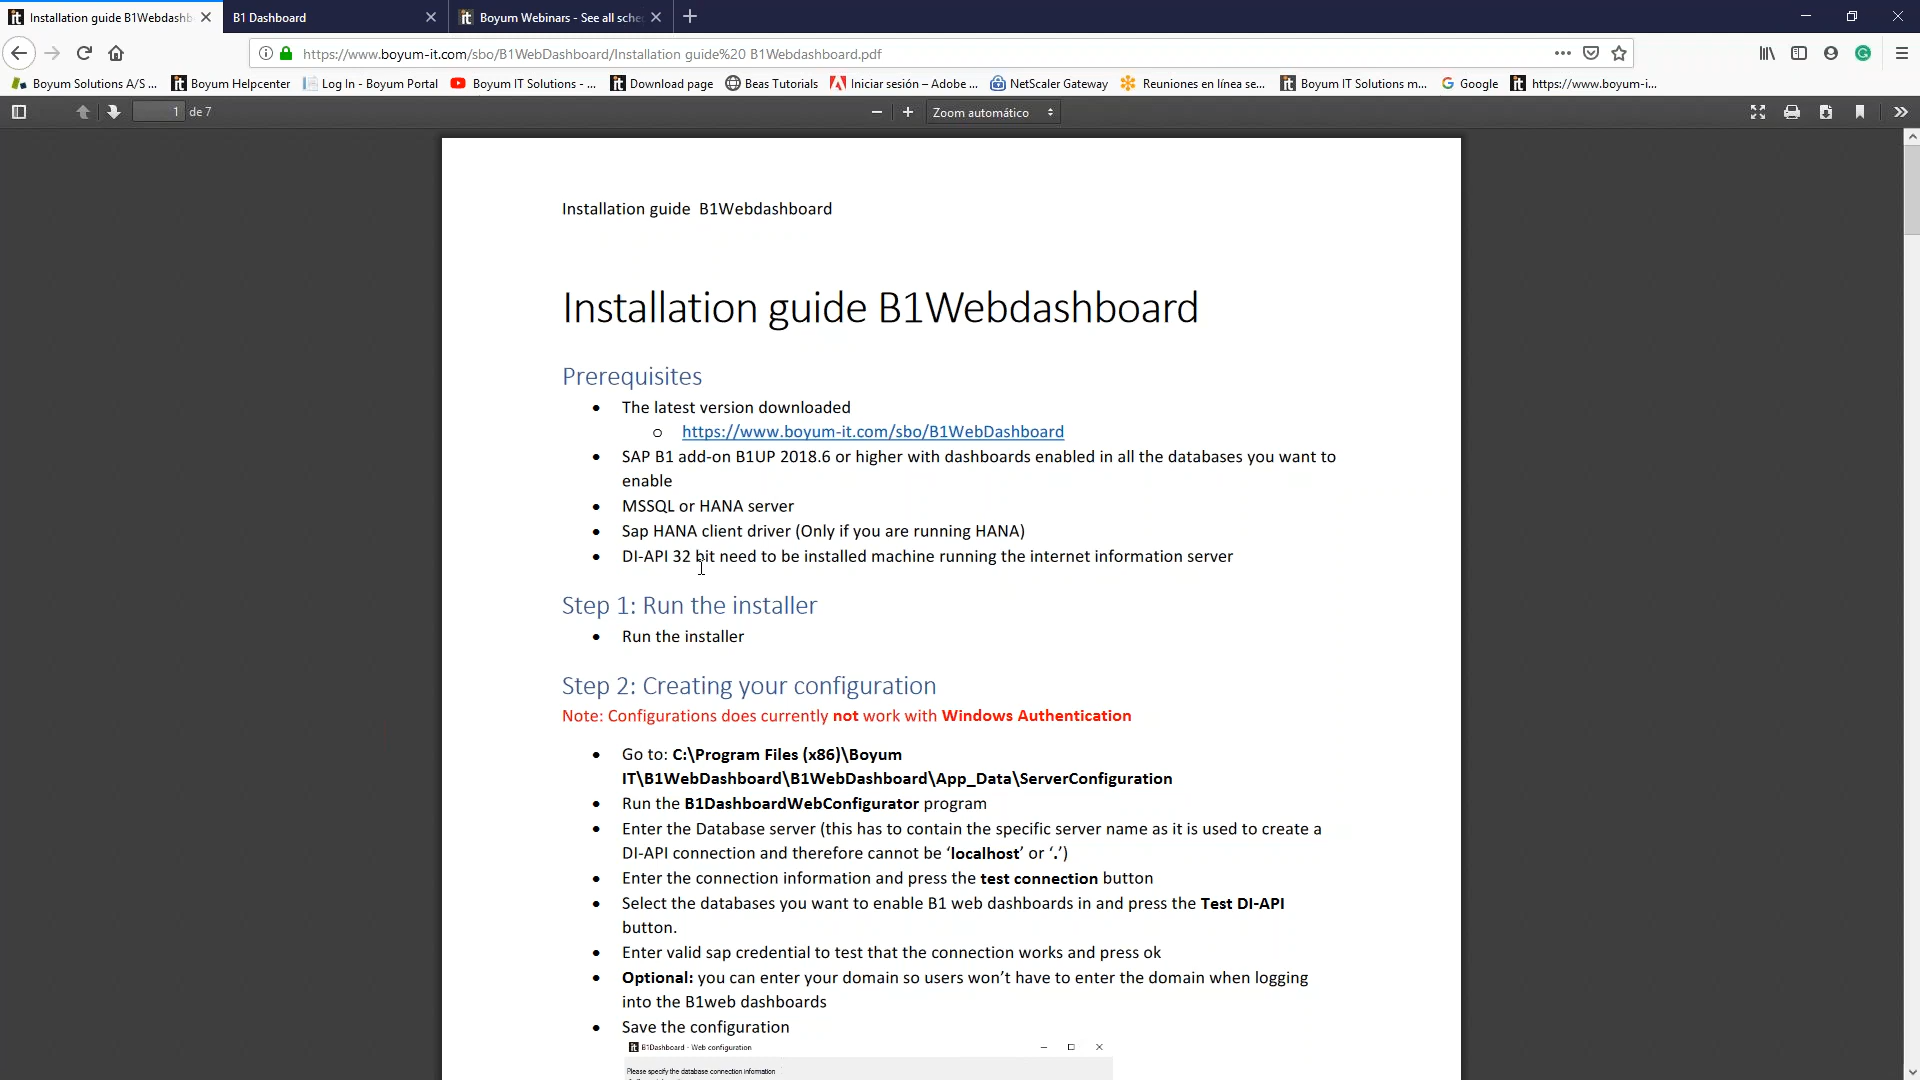 Installation guide B1Webdashb
B1 Dashboard
Boyum Webinars - See all sche
https://www.boyum-it.com/sbo/B1WebDashboard/Installation guide%20 B1Webdashboard.pdf
Boyum Solutions A/S ...
Boyum Helpcenter
Log In - Boyum Portal
Boyum IT Solutions - ...
Download page
Beas Tutorials
Iniciar sesión – Adobe ...
NetScaler Gateway
Reuniones en línea se...
Boyum IT Solutions m...
Google
https://www.boyum-i...
1 de 7
Zoom automático
Installation guide B1Webdashboard
Installation guide B1Webdashboard
Prerequisites
• The latest version downloaded
o https://www.boyum-it.com/sbo/B1WebDashboard
• SAP B1 add-on B1UP 2018.6 or higher with dashboards enabled in all the databases you want to
enable
• MSSQL or HANA server
• Sap HANA client driver (Only if you are running HANA)
• DI-API 32 bit need to be installed machine running the internet information server
Step 1: Run the installer
• Run the installer
Step 2: Creating your configuration
Note: Configurations does currently not work with Windows Authentication
• Go to: C:\Program Files (x86)\Boyum
IT\B1WebDashboard\B1WebDashboard\App_Data\ServerConfiguration
• Run the B1DashboardWebConfigurator program
• Enter the Database server (this has to contain the specific server name as it is used to create a
DI-API connection and therefore cannot be ‘localhost’ or ‘.’)
• Enter the connection information and press the test connection button
• Select the databases you want to enable B1 web dashboards in and press the Test DI-API
button.
• Enter valid sap credential to test that the connection works and press ok
• Optional: you can enter your domain so users won’t have to enter the domain when logging
into the B1web dashboards
• Save the configuration
B1Dashboard - Web configuration
Please specify the database connection information